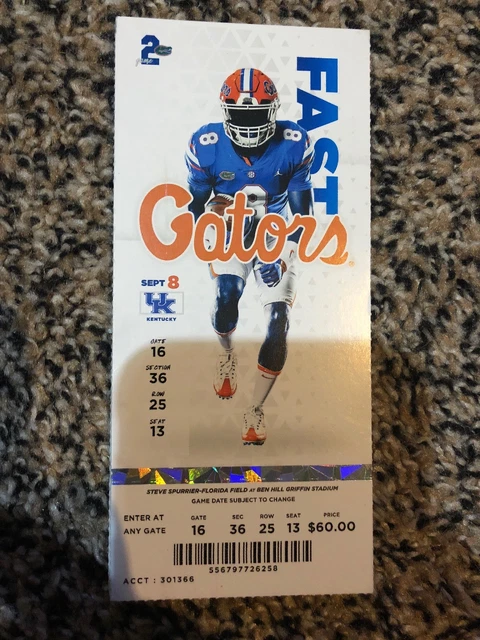 2
FAST
8
8
Gators
SEPT 8
UK
KENTUCKY
GATE
16
SECTION
36
ROW
25
SEAT
13
STEVE SPURRIER-FLORIDA FIELD AT BEN HILL GRIFFIN STADIUM
GAME DATE SUBJECT TO CHANGE
ENTER AT ANY GATE
GATE SEC ROW SEAT PRICE
16 36 25 13 $60.00
556797726258
ACCT : 301366